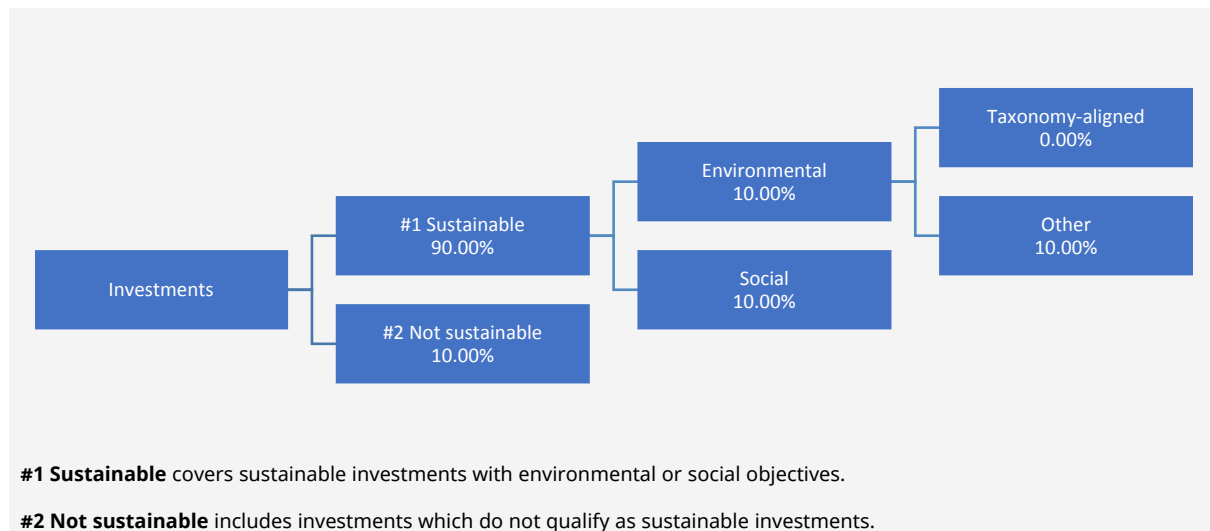 Investments
#1 Sustainable
90.00%
#2 Not sustainable
10.00%
Environmental
10.00%
Social
10.00%
Taxonomy-aligned
0.00%
Other
10.00%
#1 Sustainable covers sustainable investments with environmental or social objectives.
#2 Not sustainable includes investments which do not qualify as sustainable investments.